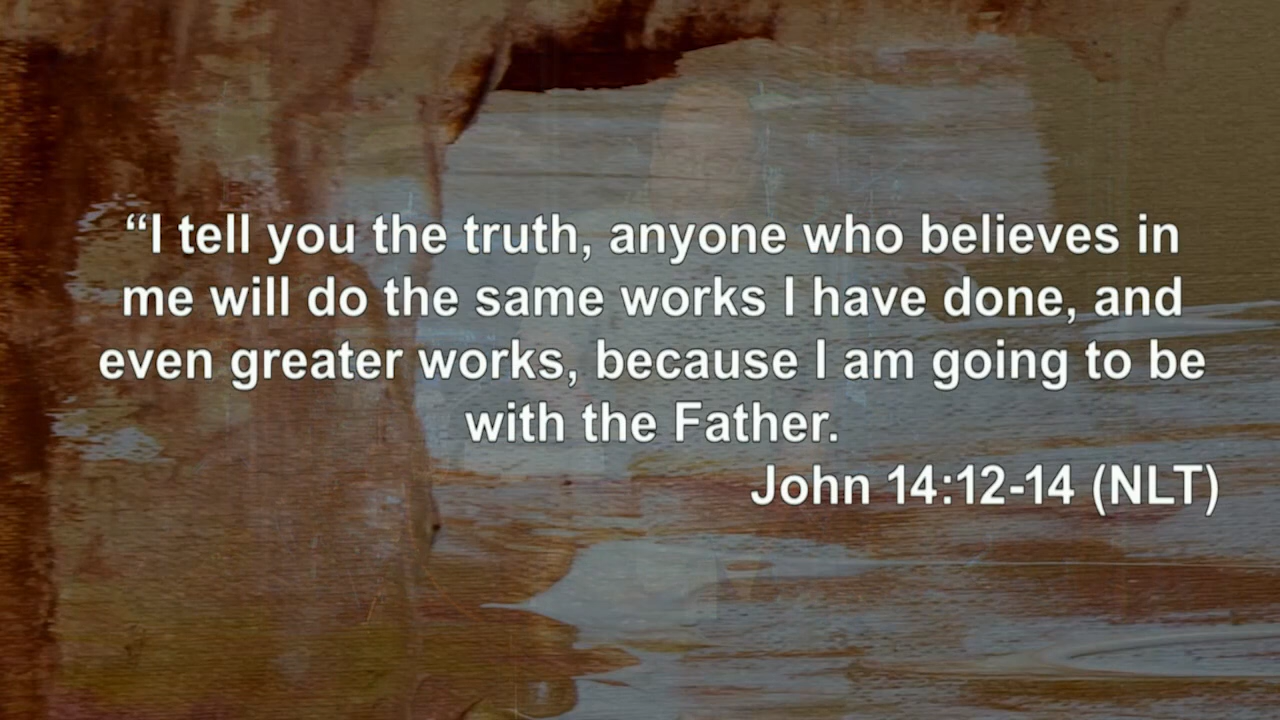 “I tell you the truth, anyone who believes in
me will do the same works I have done, and
even greater works, because I am going to be
with the Father.
John 14:12-14 (NLT)